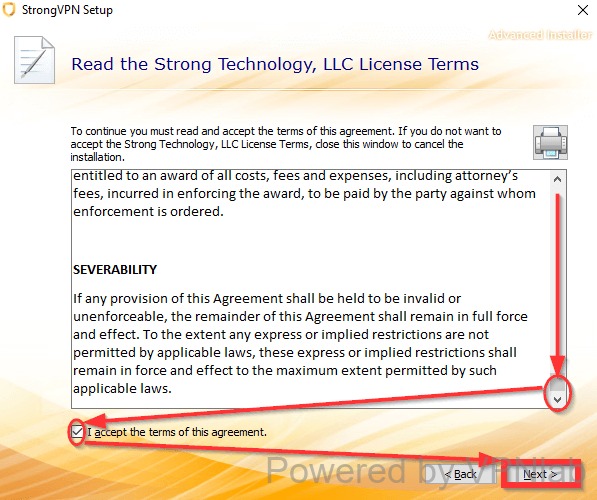 StrongVPN Setup
Advanced Installer
Read the Strong Technology, LLC License Terms
To continue you must read and accept the terms of this agreement. If you do not want to
accept the Strong Technology, LLC License Terms, close this window to cancel the
installation.
entitled to an award of all costs, fees and expenses, including attorney’s
fees, incurred in enforcing the award, to be paid by the party against whom
enforcement is ordered.
SEVERABILITY
If any provision of this Agreement shall be held to be invalid or
unenforceable, the remainder of this Agreement shall remain in full force
and effect. To the extent any express or implied restrictions are not
permitted by applicable laws, these express or implied restrictions shall
remain in force and effect to the maximum extent permitted by such
applicable laws.
I accept the terms of this agreement.
Powered by
< Back
Next >